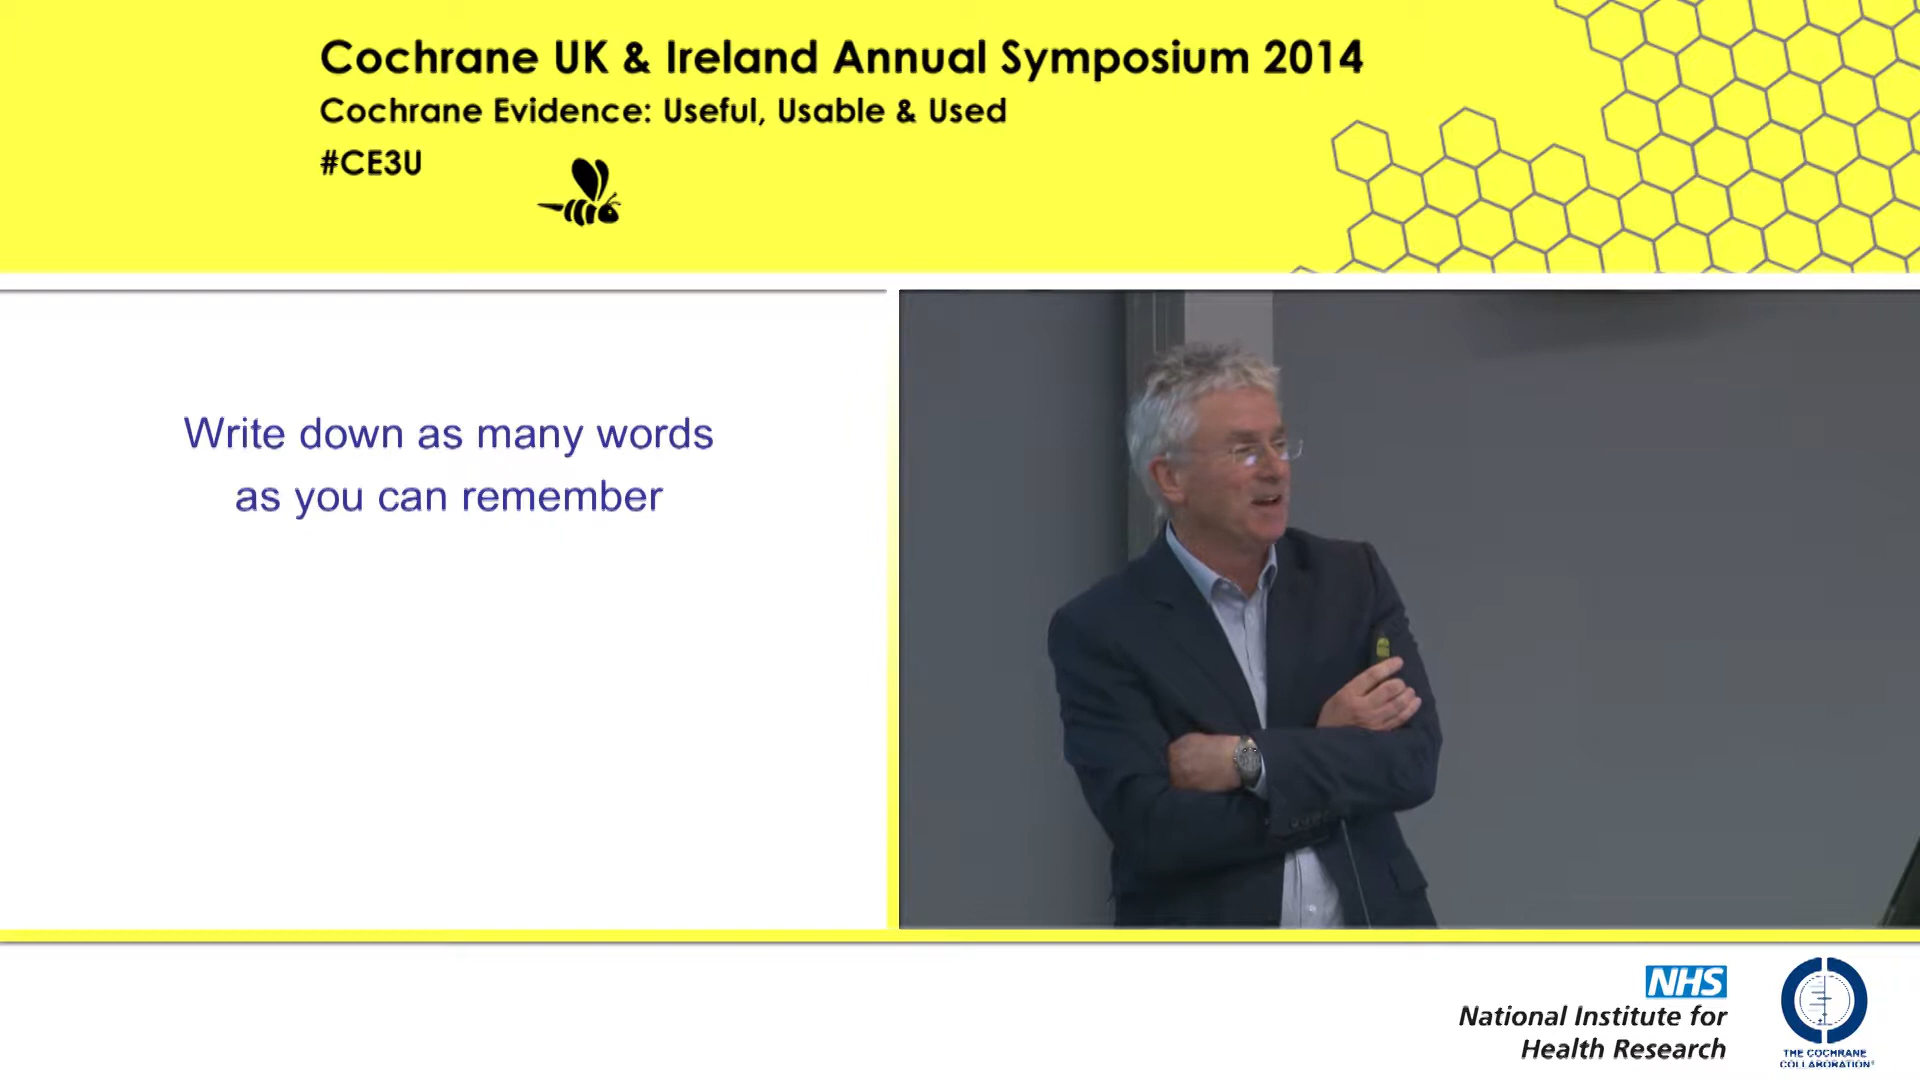 Cochrane UK & Ireland Annual Symposium 2014
Cochrane Evidence: Useful, Usable & Used
#CE3U
Write down as many words
as you can remember
NHS
National Institute for
Health Research
THE COCHRANE
COLLABORATION®